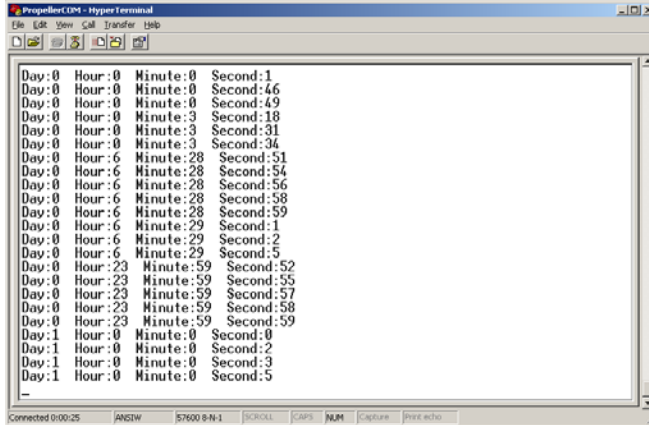 PropellerCOM - HyperTerminal
File Edit View Call Transfer Help
Day:0 Hour:0 Minute:0 Second:1
Day:0 Hour:0 Minute:0 Second:46
Day:0 Hour:0 Minute:0 Second:49
Day:0 Hour:0 Minute:3 Second:18
Day:0 Hour:0 Minute:3 Second:31
Day:0 Hour:0 Minute:3 Second:34
Day:0 Hour:6 Minute:28 Second:51
Day:0 Hour:6 Minute:28 Second:54
Day:0 Hour:6 Minute:28 Second:56
Day:0 Hour:6 Minute:28 Second:58
Day:0 Hour:6 Minute:28 Second:59
Day:0 Hour:6 Minute:29 Second:1
Day:0 Hour:6 Minute:29 Second:2
Day:0 Hour:6 Minute:29 Second:5
Day:0 Hour:23 Minute:59 Second:52
Day:0 Hour:23 Minute:59 Second:55
Day:0 Hour:23 Minute:59 Second:57
Day:0 Hour:23 Minute:59 Second:58
Day:0 Hour:23 Minute:59 Second:59
Day:1 Hour:0 Minute:0 Second:0
Day:1 Hour:0 Minute:0 Second:2
Day:1 Hour:0 Minute:0 Second:3
Day:1 Hour:0 Minute:0 Second:5
_
Connected 0:00:25 ANSIW 57600 8-N-1 SCROLL CAPS NUM Capture Print echo